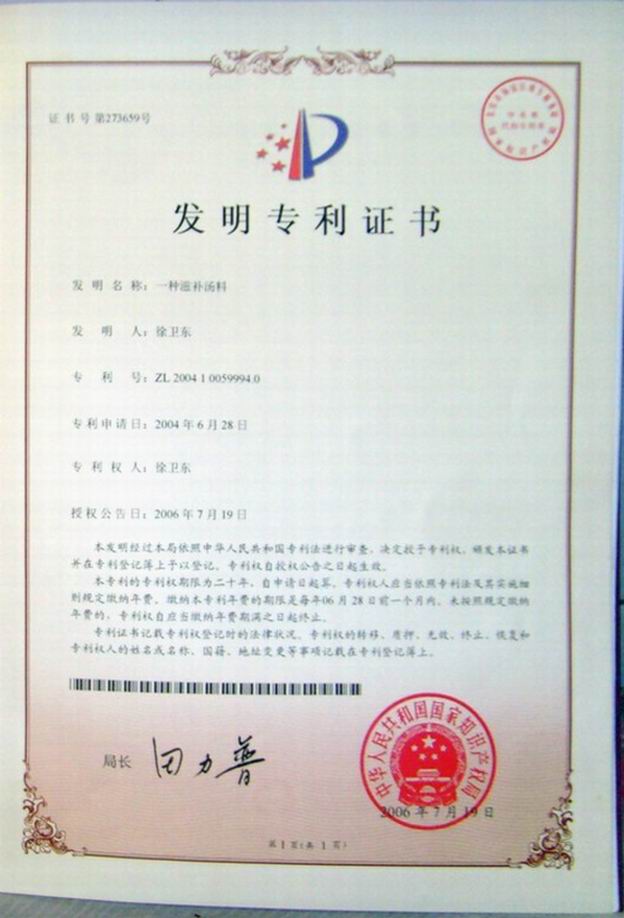 证书号第273659号
发明专利证书
发明名称：一种滋补汤料
发明人：徐卫东
专利号：ZL 2004 1 0059994.0
专利申请日：2004年6月28日
专利权人：徐卫东
授权公告日：2006年7月19日
本发明经过本局依照中华人民共和国专利法进行审查，决定授予专利权，颁发本证书
并在专利登记簿上予以登记。专利权自授权公告之日起生效。
本专利的专利权期限为二十年，自申请日起算。专利权人应当依照专利法及其实施细
则规定缴纳年费。缴纳本专利年费的期限是每年06月28日前一个月内。未按照规定缴纳
年费的，专利权自应当缴纳年费期满之日起终止。
专利证书记载专利权登记时的法律状况。专利权的转移、质押、无效、终止、恢复和
专利权人的姓名或名称、国籍、地址变更等事项记载在专利登记簿上。
局长 田力普
中华人民共和国国家知识产权局
2006年7月19日
第1页(共1页)